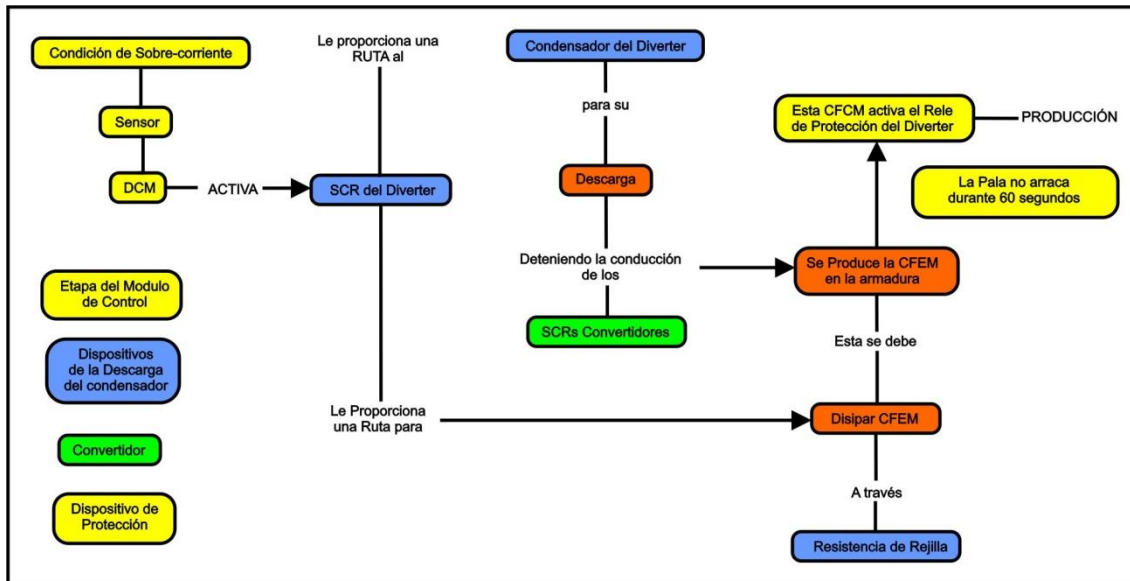 Condición de Sobre-corriente
Sensor
DCM
ACTIVA
Le proporciona una
RUTA al
SCR del Diverter
Condensador del Diverter
para su
Descarga
Deteniendo la conducción
de los
SCRs Convertidores
Esta CFCM activa el Rele
de Protección del Diverter
PRODUCCIÓN
La Pala no arraca
durante 60 segundos
Se Produce la CFEM
en la armadura
Esta se debe
Le Proporciona
una Ruta para
Disipar CFEM
A través
Resistencia de Rejilla
Etapa del Modulo
de Control
Dispositivos
de la Descarga
del condensador
Convertidor
Dispositivo de
Protección